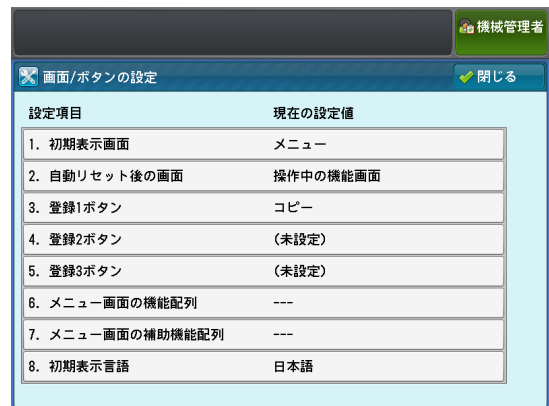 機械管理者
画面/ボタンの設定
閉じる
設定項目 現在の設定値
1. 初期表示画面 メニュー
2. 自動リセット後の画面 操作中の機能画面
3. 登録1ボタン コピー
4. 登録2ボタン (未設定)
5. 登録3ボタン (未設定)
6. メニュー画面の機能配列 ---
7. メニュー画面の補助機能配列 ---
8. 初期表示言語 日本語